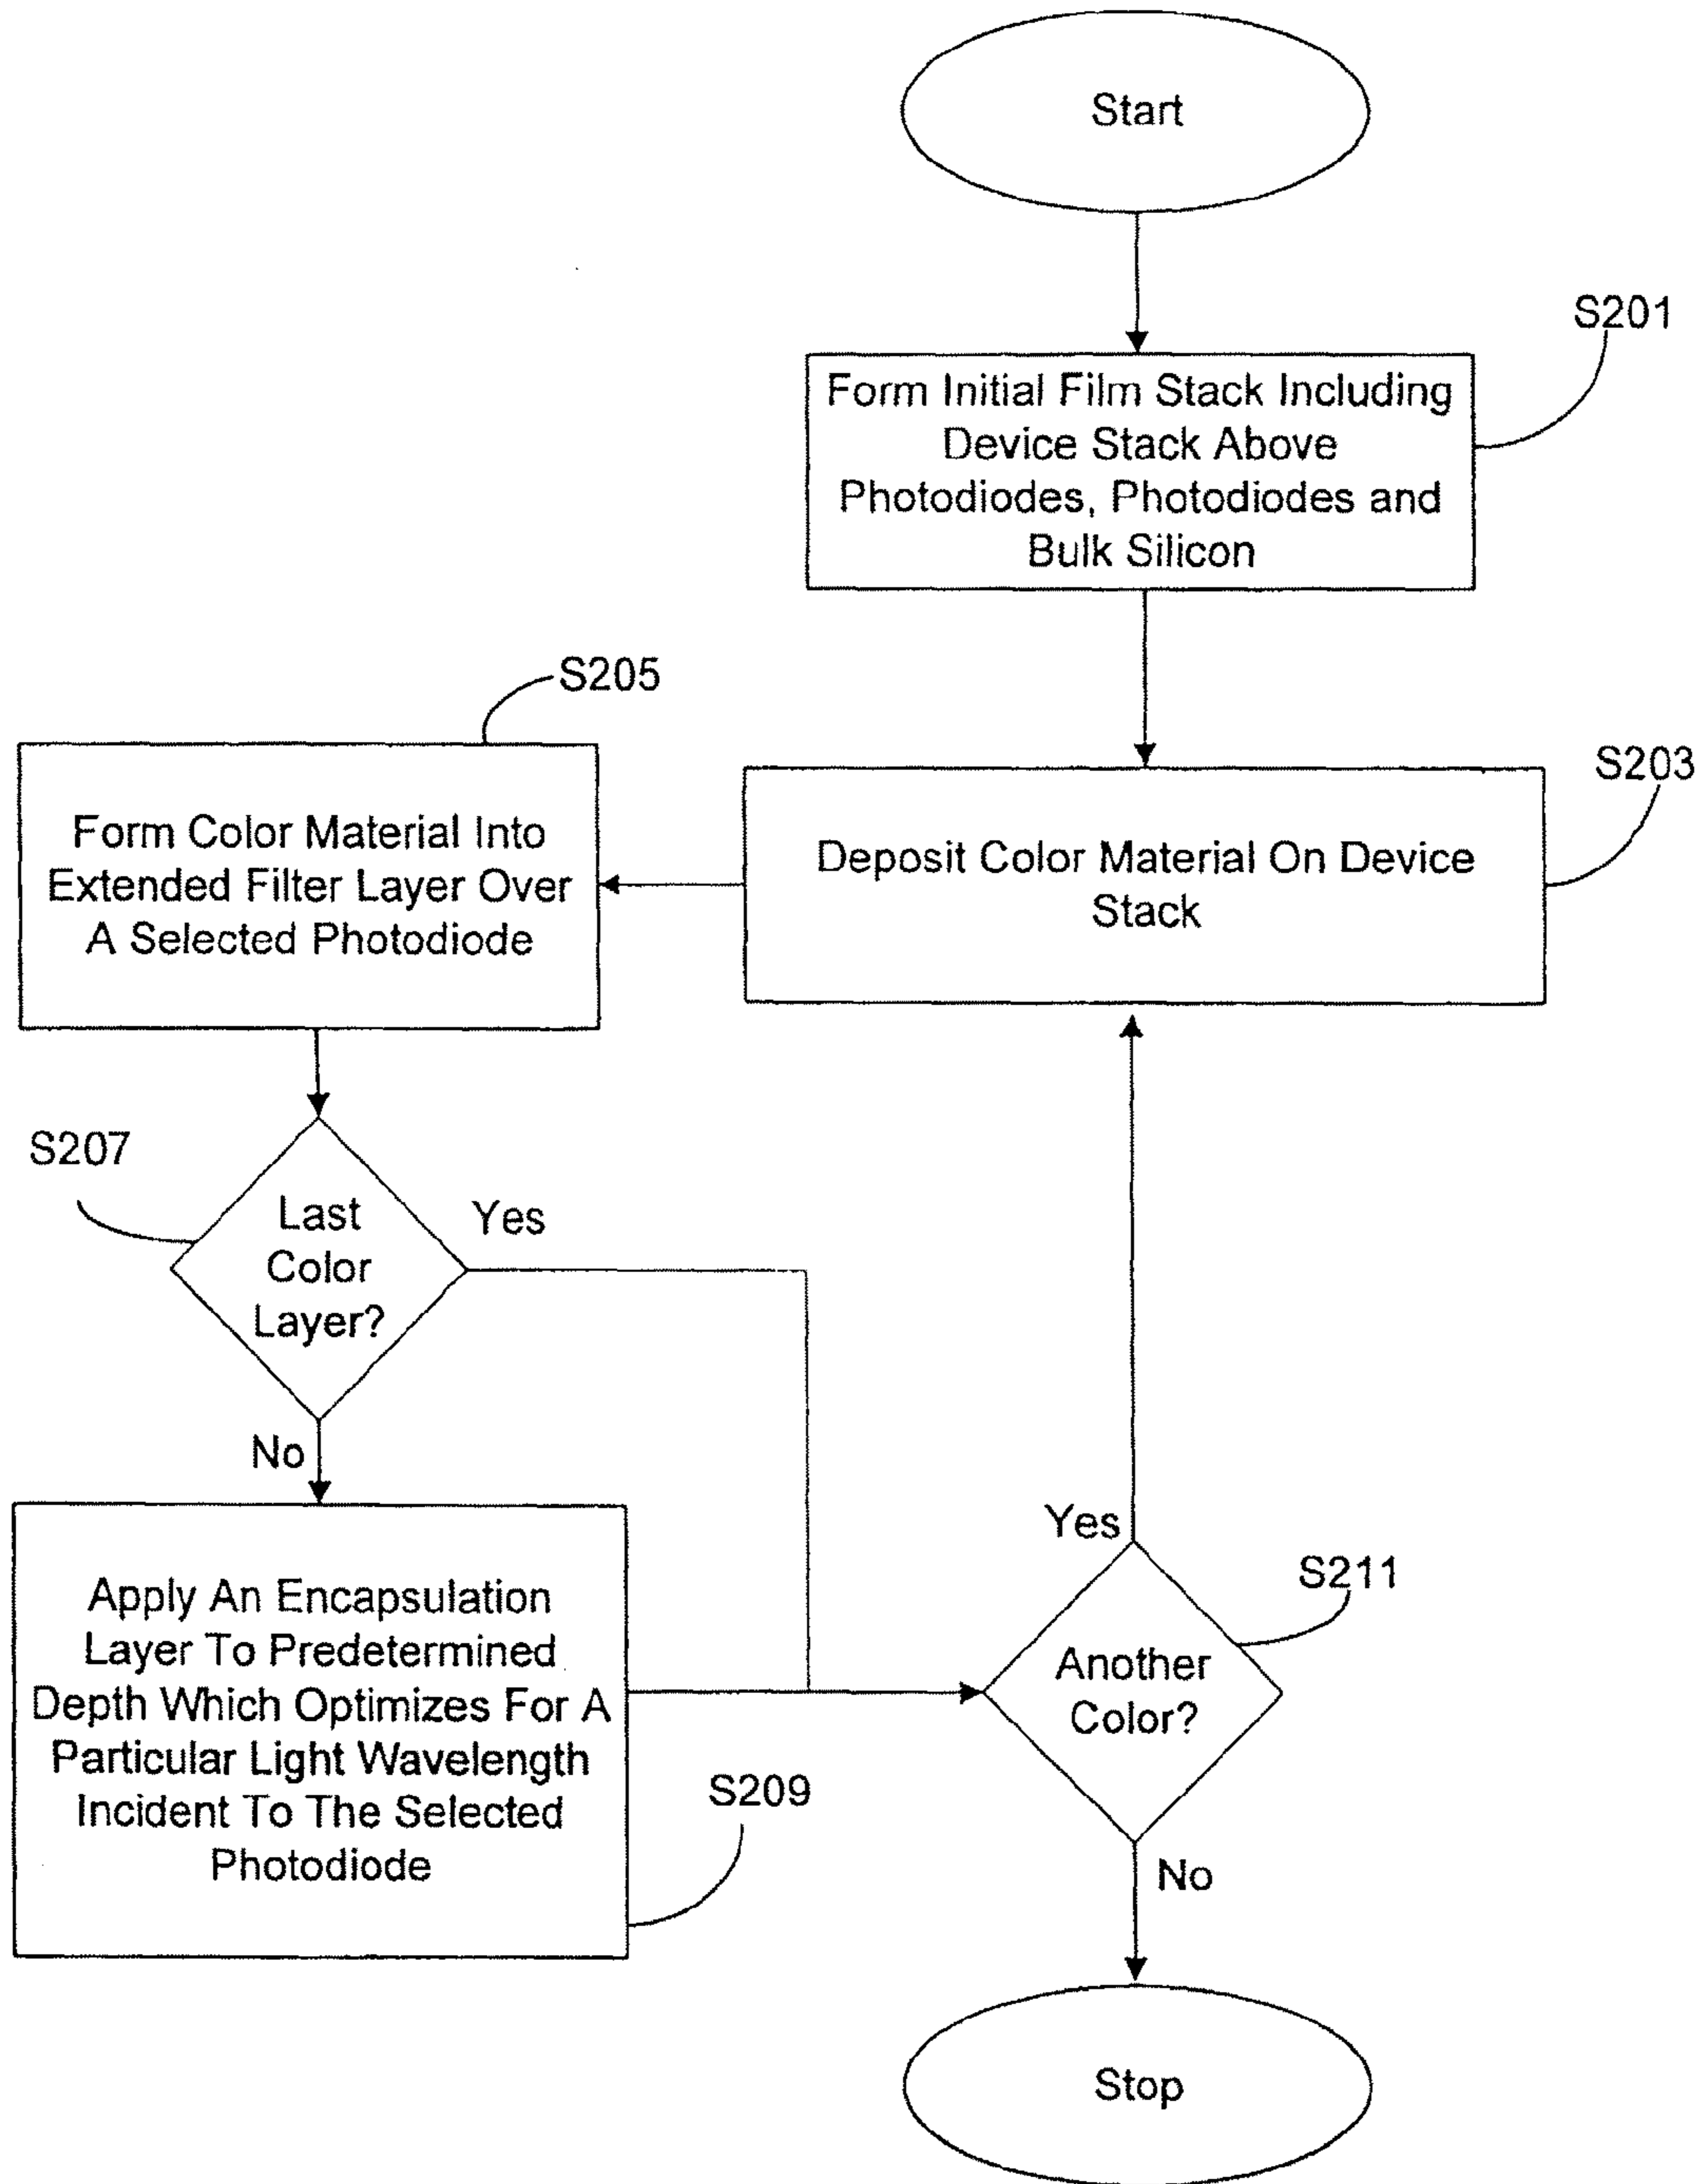 Start
S201
Form Initial Film Stack Including
Device Stack Above
Photodiodes, Photodiodes and
Bulk Silicon
S205
S203
Form Color Material Into
Extended Filter Layer Over
A Selected Photodiode
Deposit Color Material On Device
Stack
S207
Last
Color
Layer?
Yes
No
Apply An Encapsulation
Layer To Predetermined
Depth Which Optimizes For A
Particular Light Wavelength
Incident To The Selected
Photodiode
S209
Yes
S211
Another
Color?
No
Stop